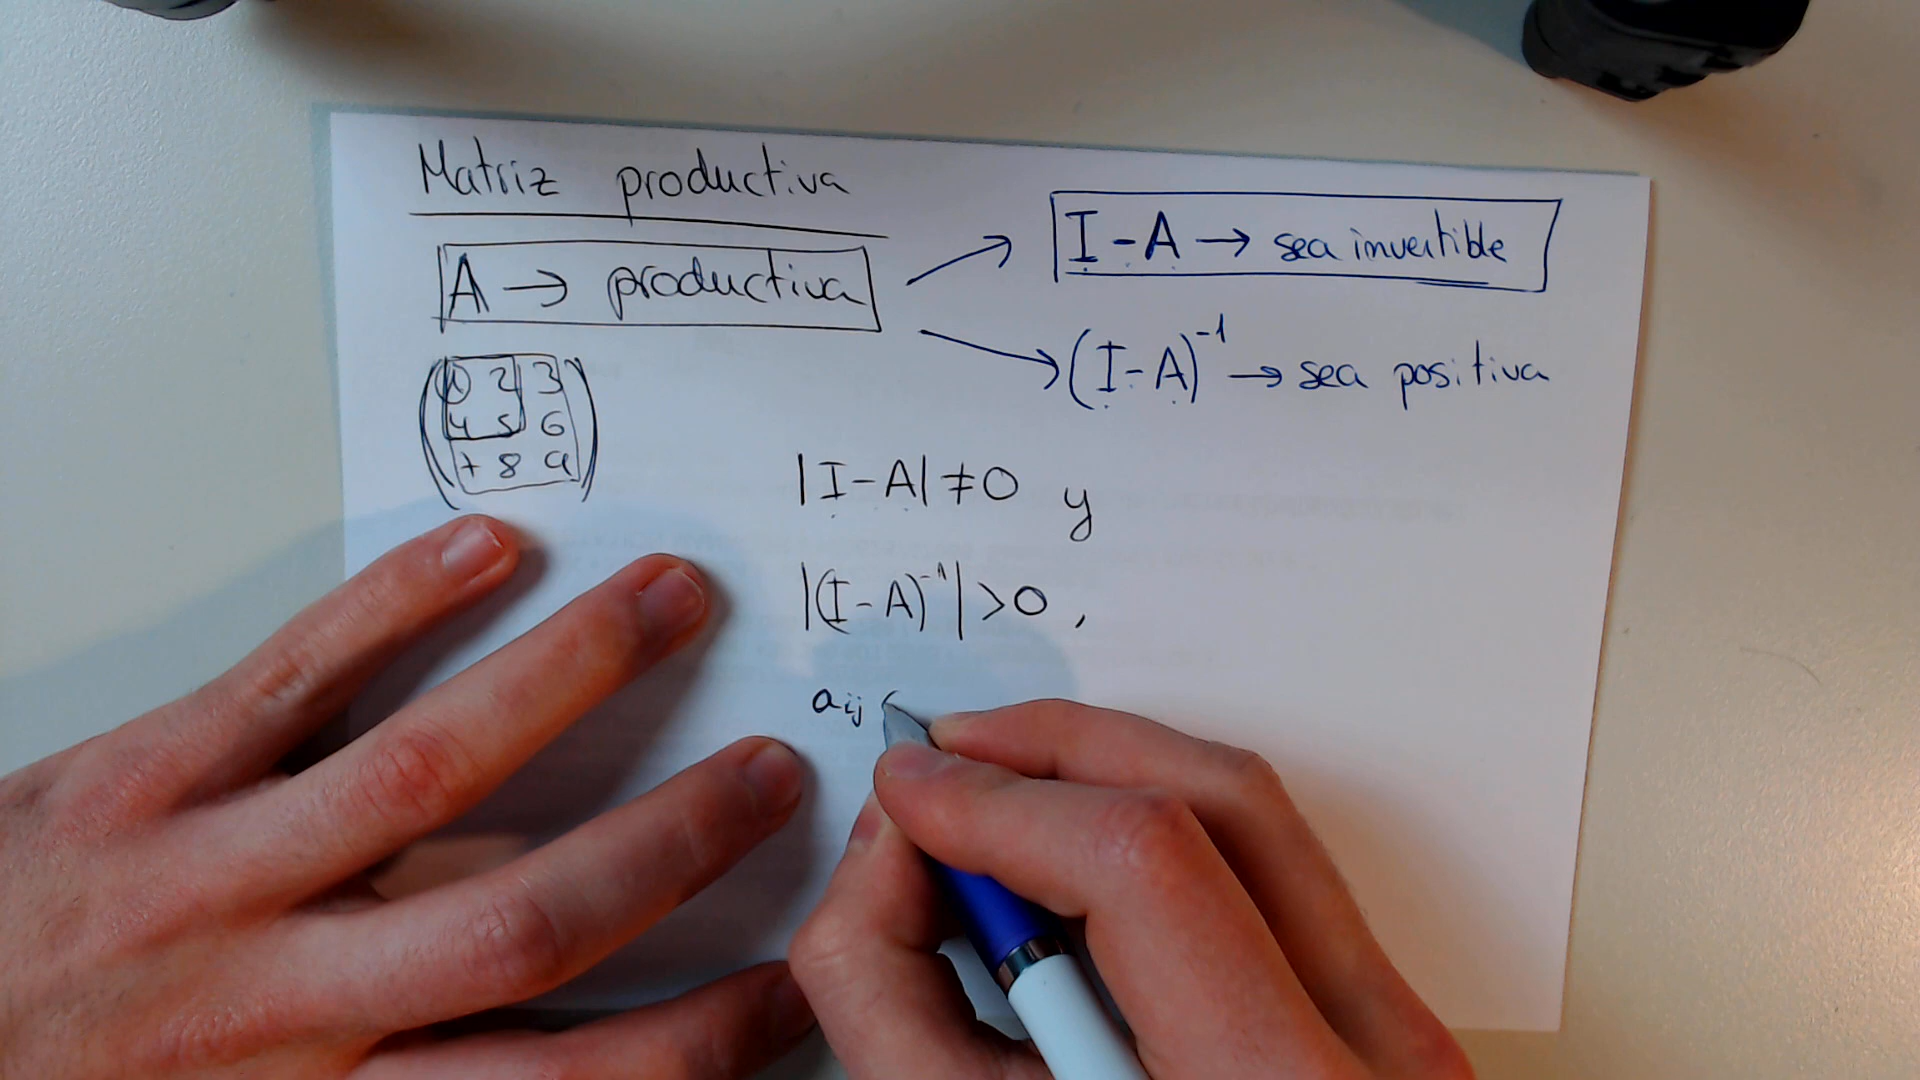 Matriz productiva
A → productiva
I - A → sea invertible
(I - A)⁻¹ → sea positiva
1 2 3
4 5 6
7 8 9
|I - A| ≠ 0 y
|(I - A)⁻¹| > 0 ,
aij